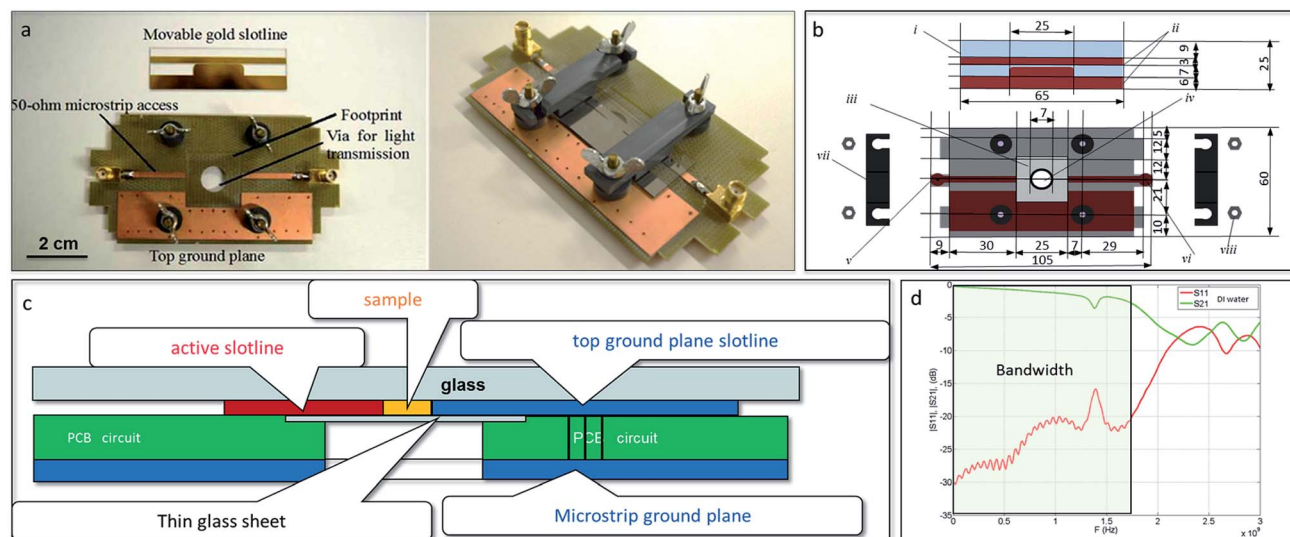 a
Movable gold slotline
50-ohm microstrip access
Footprint
Via for light
transmission
2 cm
Top ground plane
b
25
i
ii
9
3
7
6
25
65
iii
7
iv
vii
5
12
12
21
10
60
v
9
30
25
7
29
105
vi
viii
c
sample
active slotline
top ground plane slotline
glass
PCB circuit
PCB circuit
Thin glass sheet
Microstrip ground plane
d
S11
S21
DI water
Bandwidth
|S11|, |S21|, (dB)
0
-5
-10
-15
-20
-25
-30
-35
0
0.5
1
1.5
2
2.5
3
F (Hz)
x 10⁹